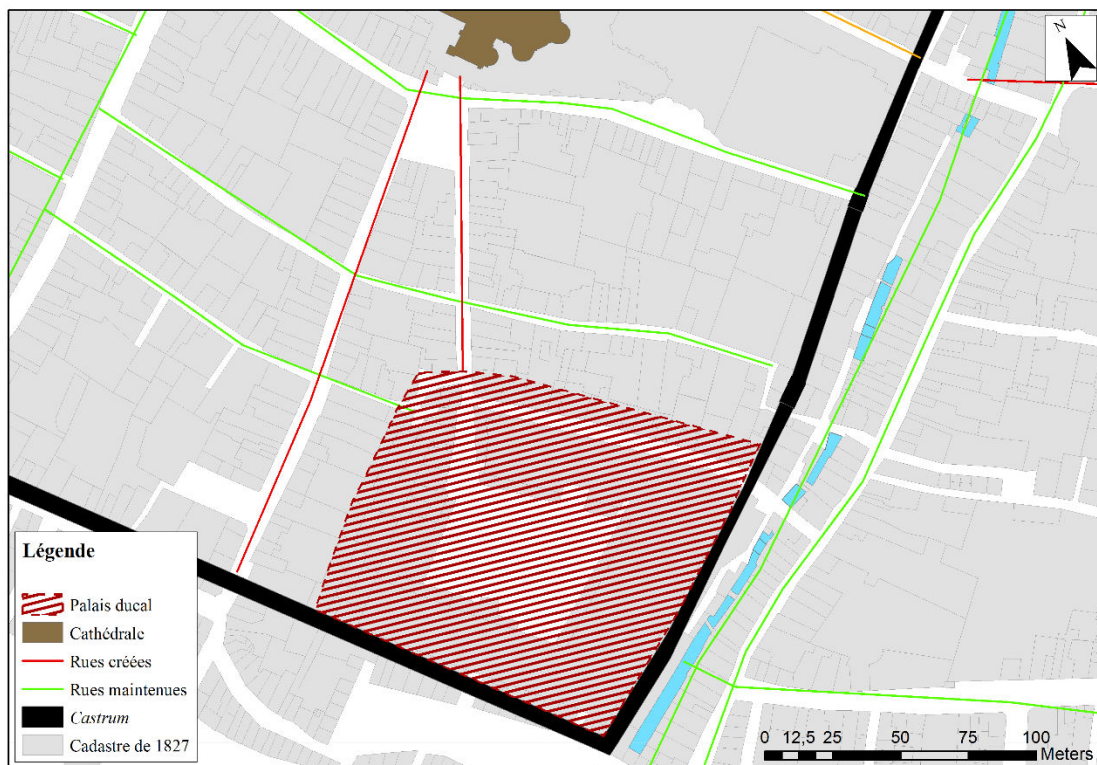 N
Légende
Palais ducal
Cathédrale
Rues créées
Rues maintenues
Castrum
Cadastre de 1827
0 12,5 25 50 75 100
Meters